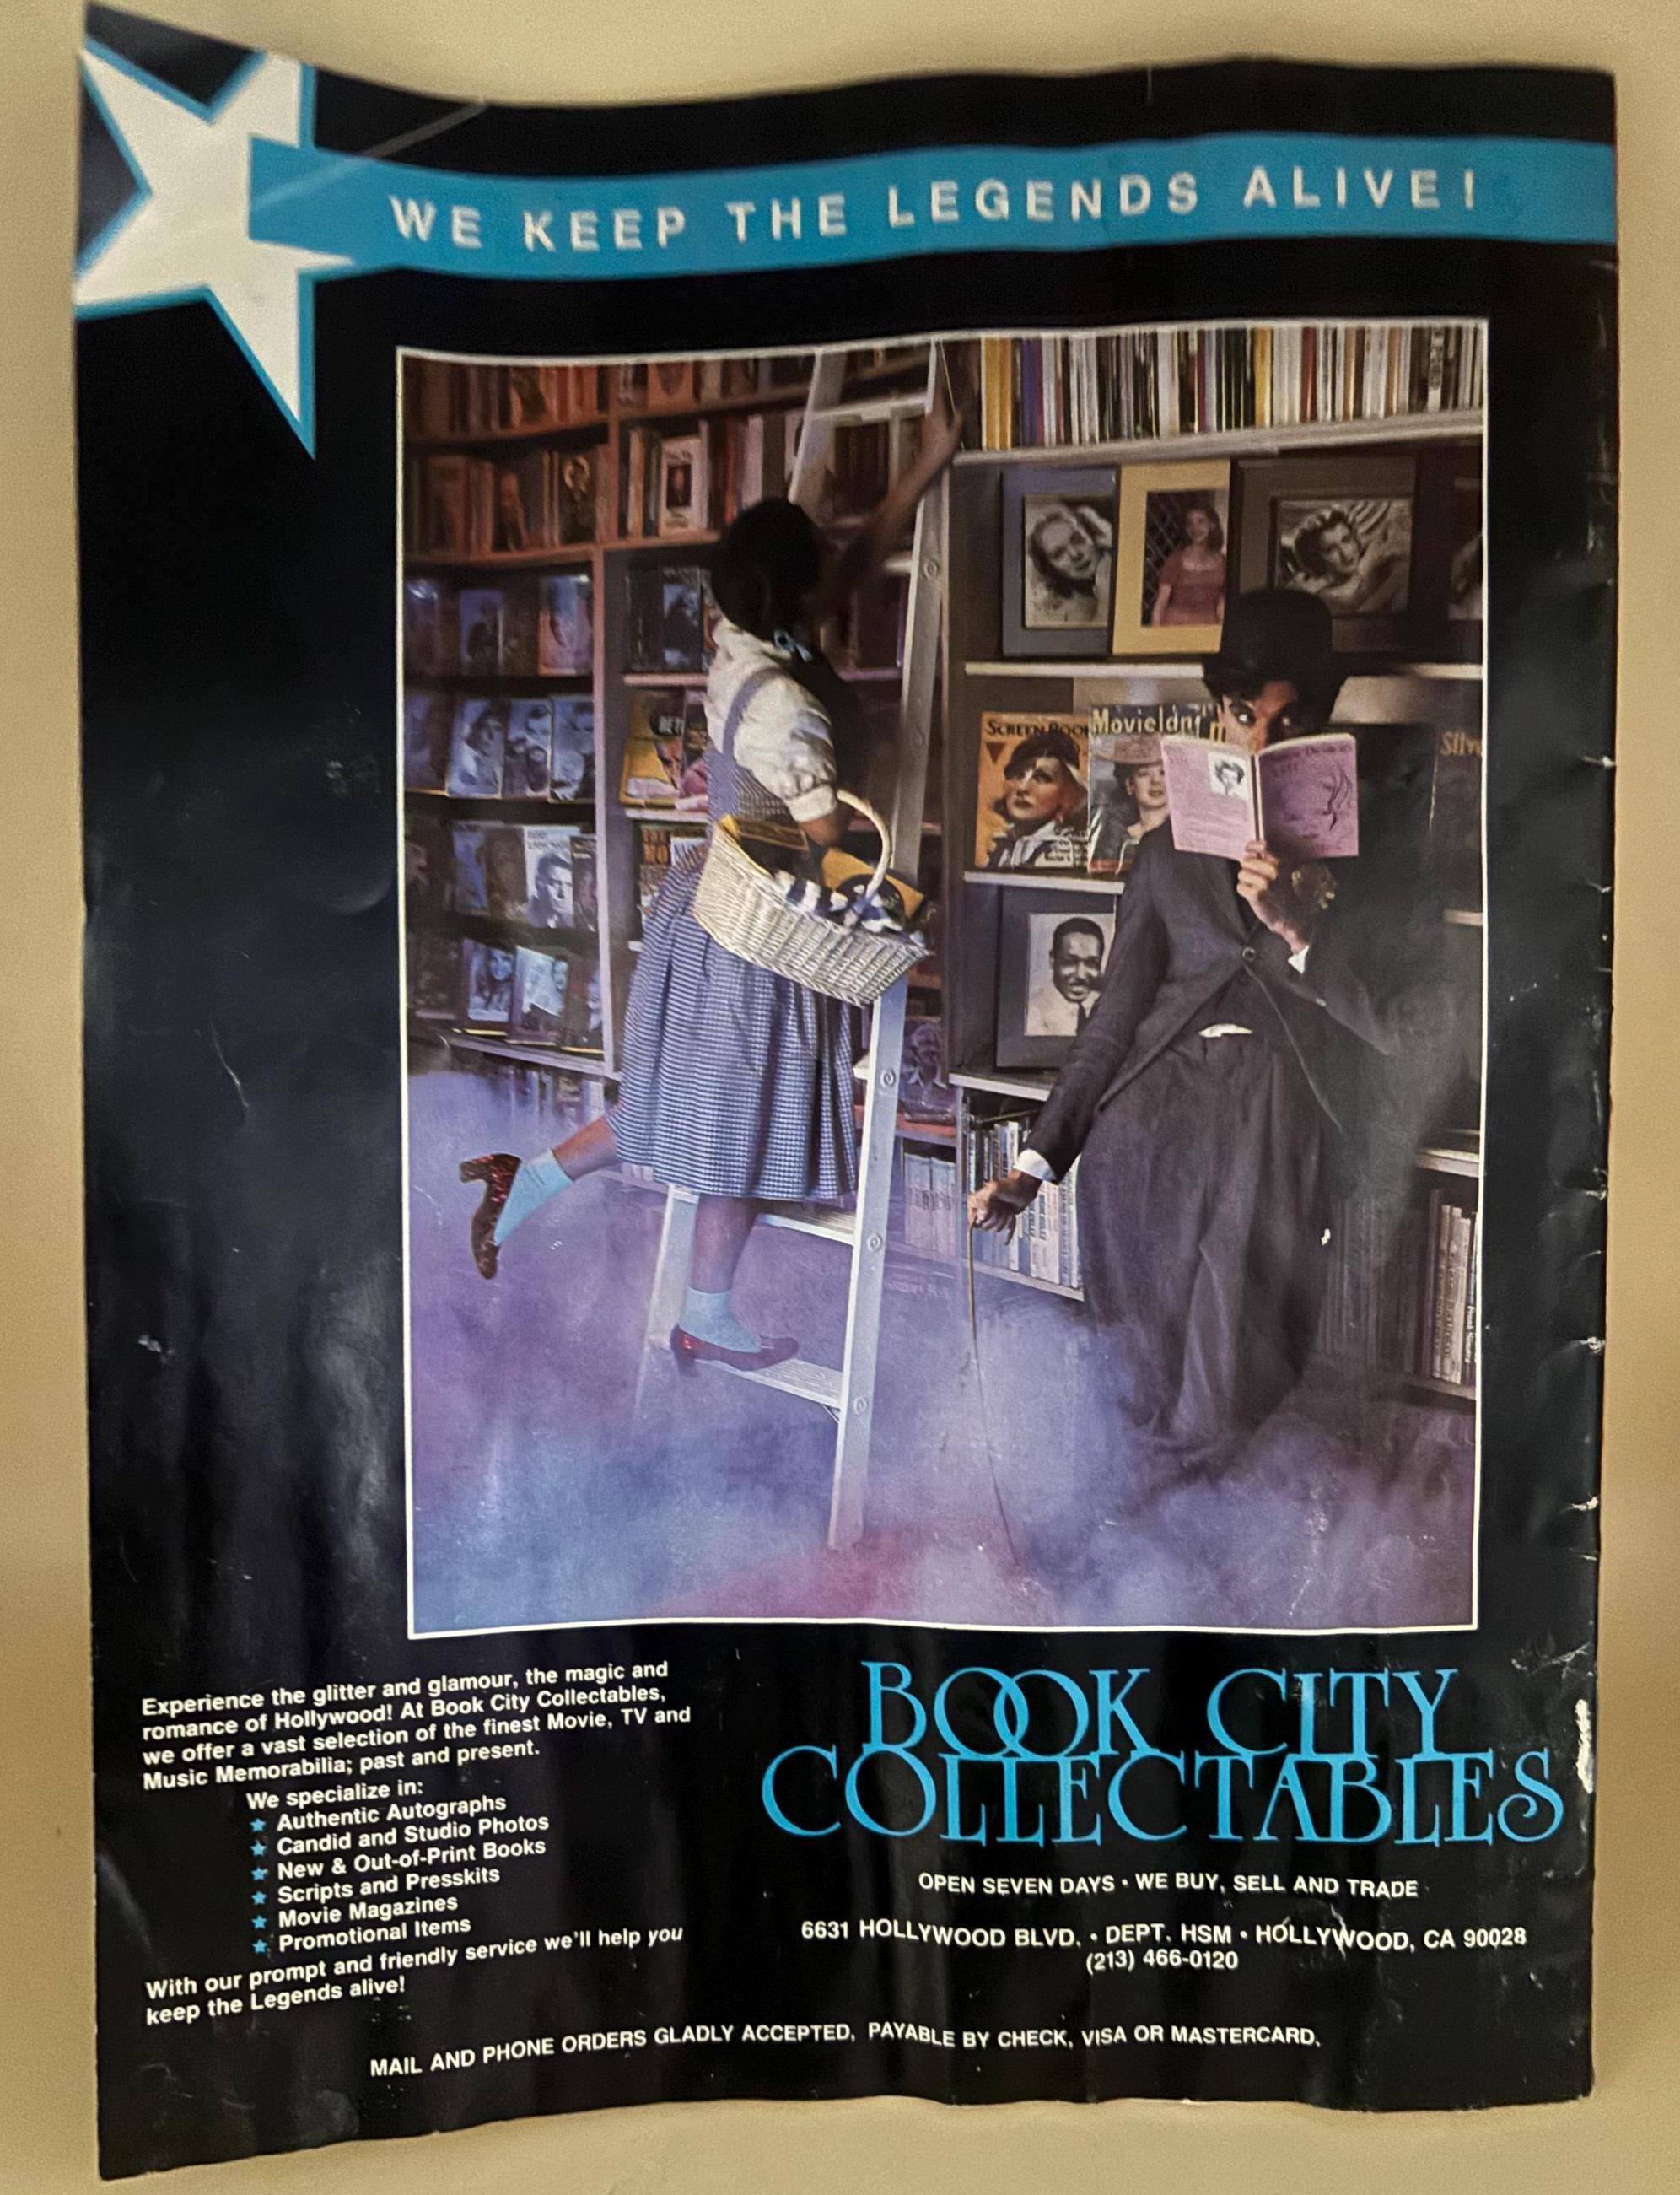 WE KEEP THE LEGENDS ALIVE!
SCREEN BOOK
Movieland
Experience the glitter and glamour, the magic and
romance of Hollywood! At Book City Collectables,
we offer a vast selection of the finest Movie, TV and
Music Memorabilia; past and present.
We specialize in:
Authentic Autographs
Candid and Studio Photos
New & Out-of-Print Books
Scripts and Presskits
Movie Magazines
Promotional Items
With our prompt and friendly service we'll help you
keep the Legends alive!
BOOK CITY
COLLECTABLES
OPEN SEVEN DAYS • WE BUY, SELL AND TRADE
6631 HOLLYWOOD BLVD. • DEPT. HSM • HOLLYWOOD, CA 90028
(213) 466-0120
MAIL AND PHONE ORDERS GLADLY ACCEPTED, PAYABLE BY CHECK, VISA OR MASTERCARD.